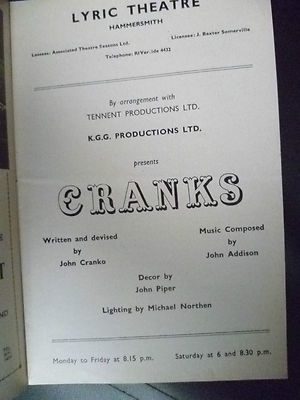 LYRIC THEATRE
HAMMERSMITH
Lessees: Associated Theatre Seasons Ltd. Licensee: J. Baxter Somerville
Telephone: RIVerside 4432
By arrangement with
TENNENT PRODUCTIONS LTD.
K.G.G. PRODUCTIONS LTD.
presents
CRANKS
Written and devised
by
John Cranko
Music Composed
by
John Addison
Decor by
John Piper
Lighting by Michael Northen
Monday to Friday at 8.15 p.m. Saturday at 6 and 8.30 p.m.